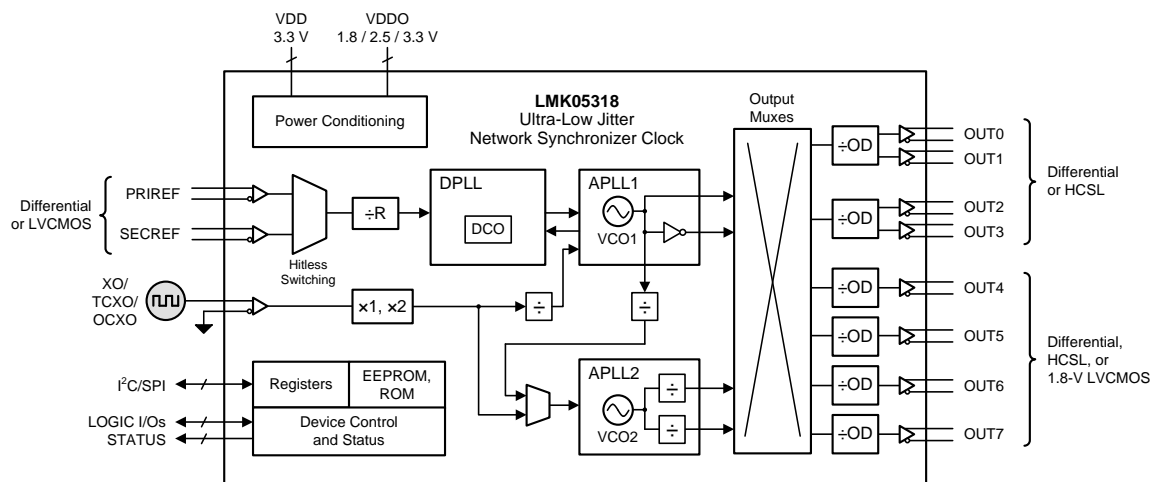 VDD
3.3 V
VDDO
1.8 / 2.5 / 3.3 V
Power Conditioning
LMK05318
Ultra-Low Jitter
Network Synchronizer Clock
Output
Muxes
Differential
or LVCMOS
PRIREF
SECREF
Hitless
Switching
÷R
DPLL
DCO
APLL1
VCO1
XO/
TCXO/
OCXO
×1, ×2
÷
÷
I²C/SPI
LOGIC I/Os
STATUS
Registers
EEPROM,
ROM
Device Control
and Status
APLL2
VCO2
÷
÷
÷OD
÷OD
÷OD
÷OD
÷OD
÷OD
OUT0
OUT1
OUT2
OUT3
OUT4
OUT5
OUT6
OUT7
Differential
or HCSL
Differential,
HCSL, or
1.8-V LVCMOS